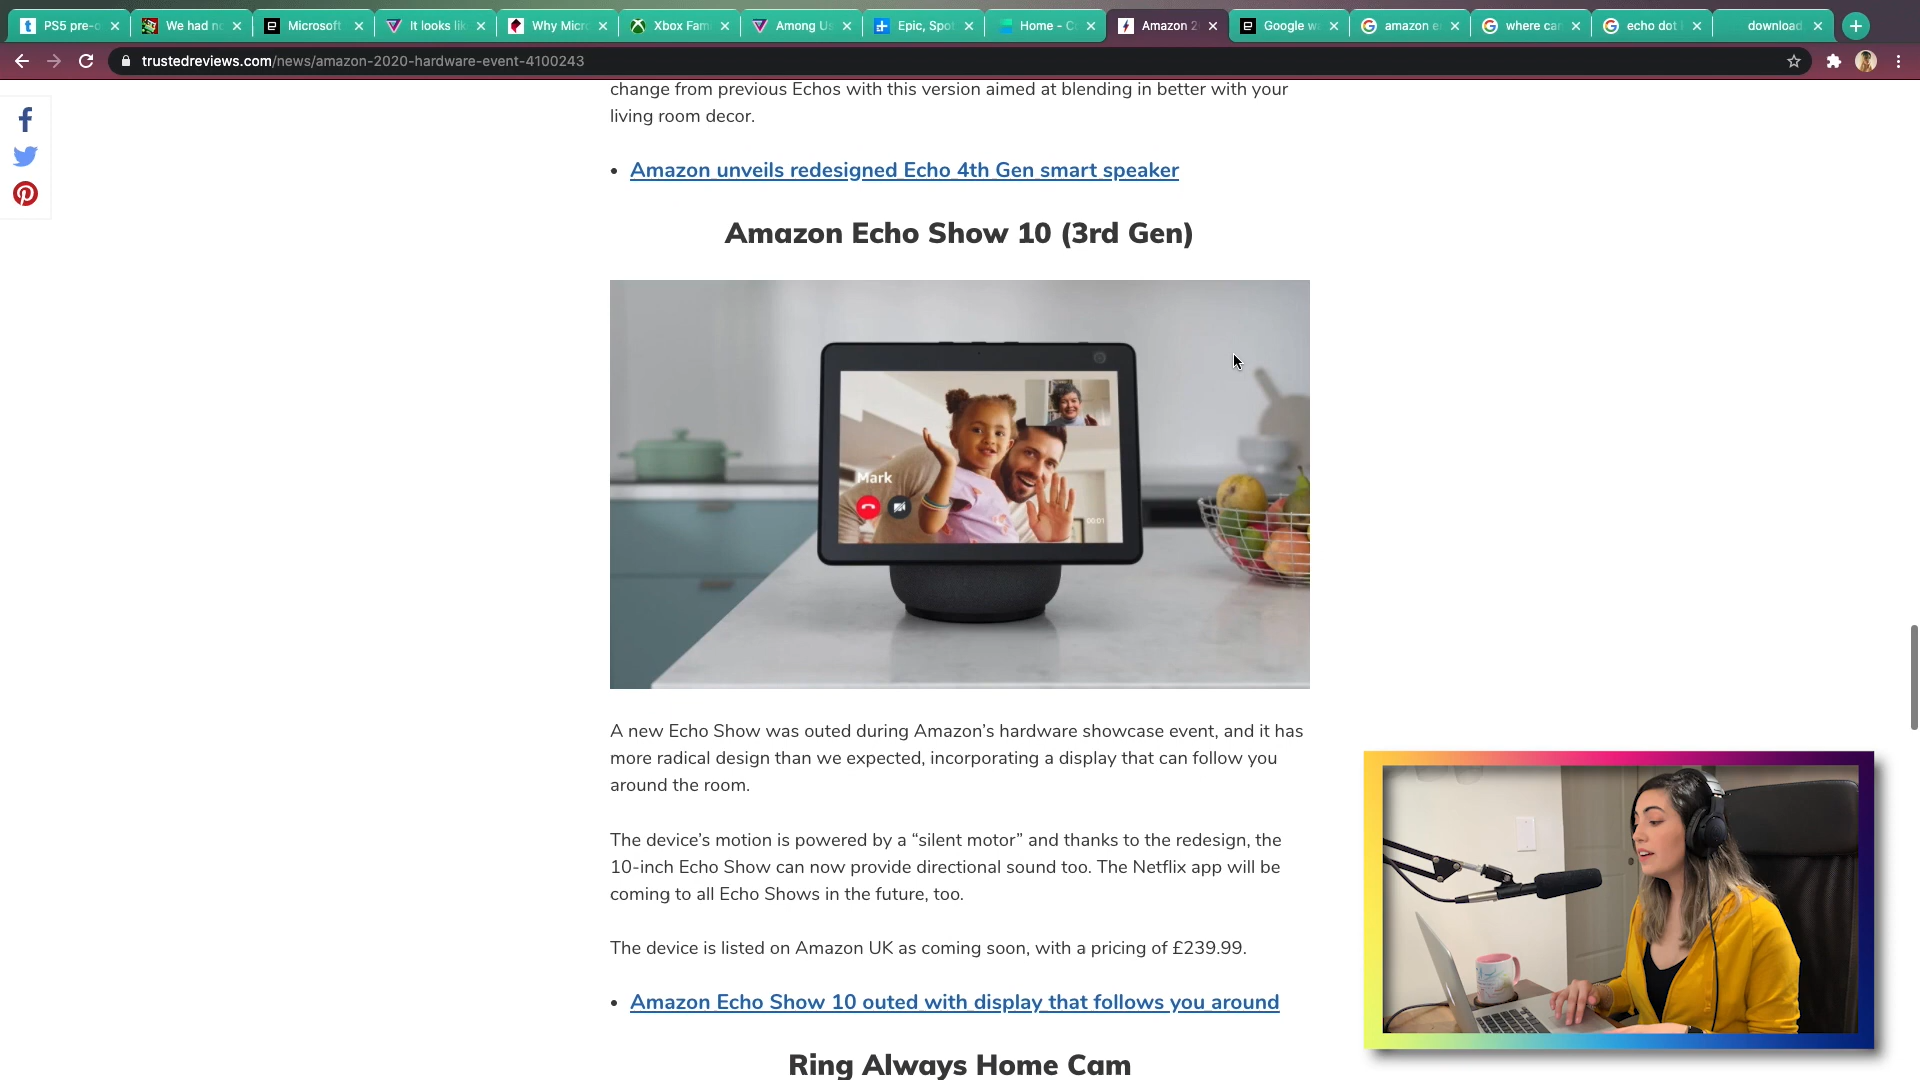 PS5 pre-o
We had no
Microsoft
It looks lik
Why Micr
Xbox Fam
Among Us
Epic, Spot
Home - C
Amazon 2
Google w
amazon e
where can
echo dot
download
trustedreviews.com/news/amazon-2020-hardware-event-4100243
change from previous Echos with this version aimed at blending in better with your
living room decor.
• Amazon unveils redesigned Echo 4th Gen smart speaker
Amazon Echo Show 10 (3rd Gen)
Mark
00:01
A new Echo Show was outed during Amazon’s hardware showcase event, and it has
more radical design than we expected, incorporating a display that can follow you
around the room.
The device’s motion is powered by a “silent motor” and thanks to the redesign, the
10-inch Echo Show can now provide directional sound too. The Netflix app will be
coming to all Echo Shows in the future, too.
The device is listed on Amazon UK as coming soon, with a pricing of £239.99.
• Amazon Echo Show 10 outed with display that follows you around
Ring Always Home Cam